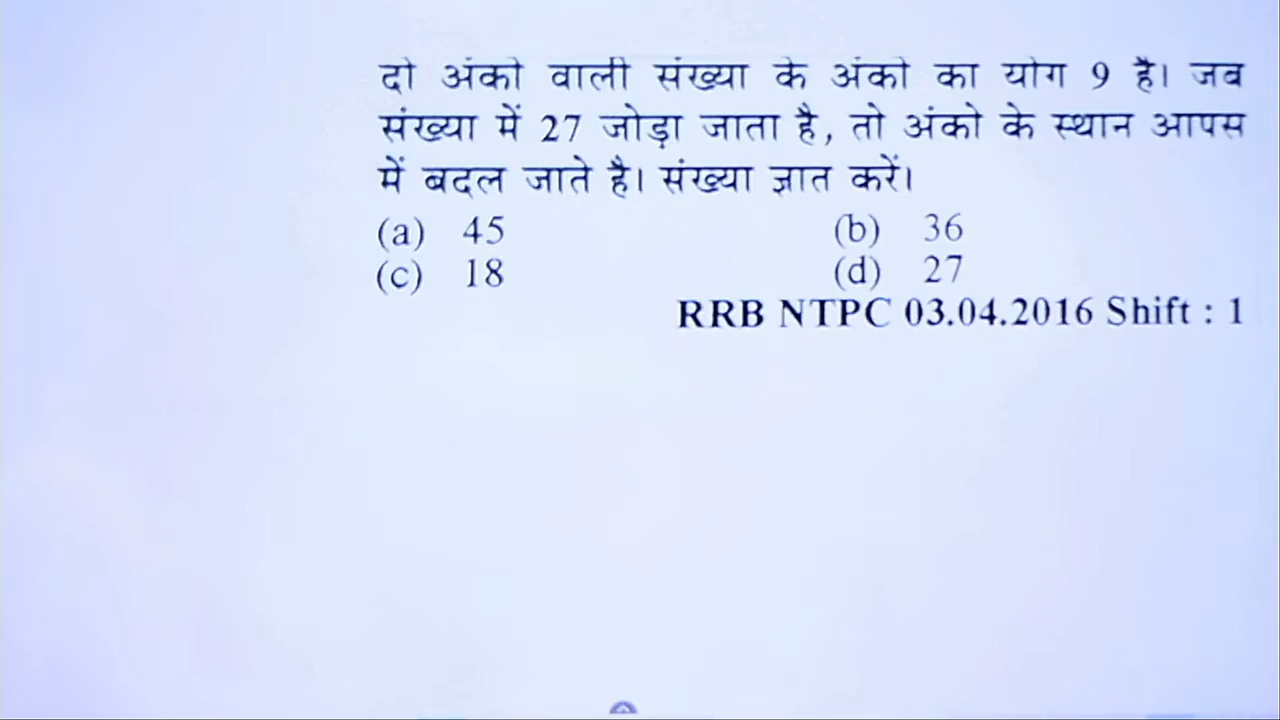 दो अंको वाली संख्या के अंको का योग 9 है। जब
संख्या में 27 जोड़ा जाता है, तो अंको के स्थान आपस
में बदल जाते है। संख्या ज्ञात करें।
(a) 45 (b) 36
(c) 18 (d) 27
RRB NTPC 03.04.2016 Shift : 1